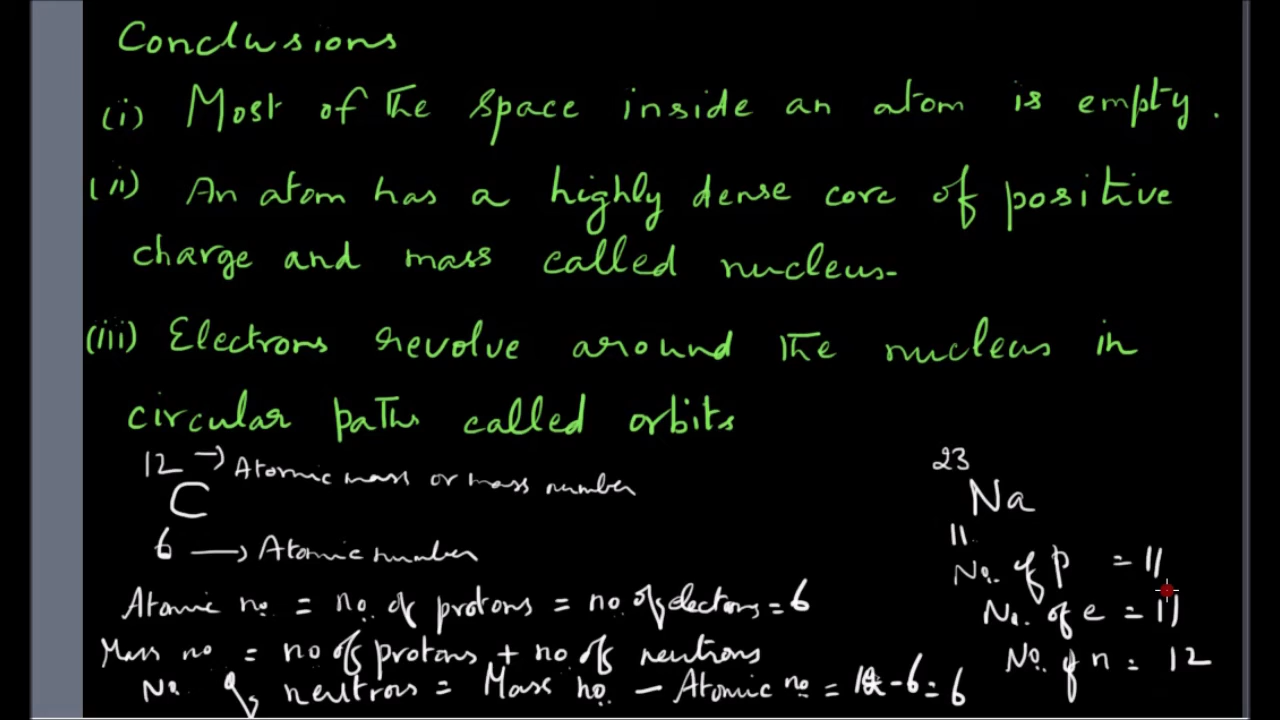 Conclusions
(i) Most of the space inside an atom is empty.
(ii) An atom has a highly dense core of positive
charge and mass called nucleus.
(iii) Electrons revolve around the nucleus in
circular paths called orbits
12 → Atomic mass or mass number
C
6 → Atomic number
Atomic no. = no. of protons = no. of electrons = 6
Mass no = no of protons + no of neutrons
No. of neutrons = Mass no. - Atomic no = 12 - 6 = 6
23
Na
11
No. of p = 11
No. of e = 11
No. of n = 12